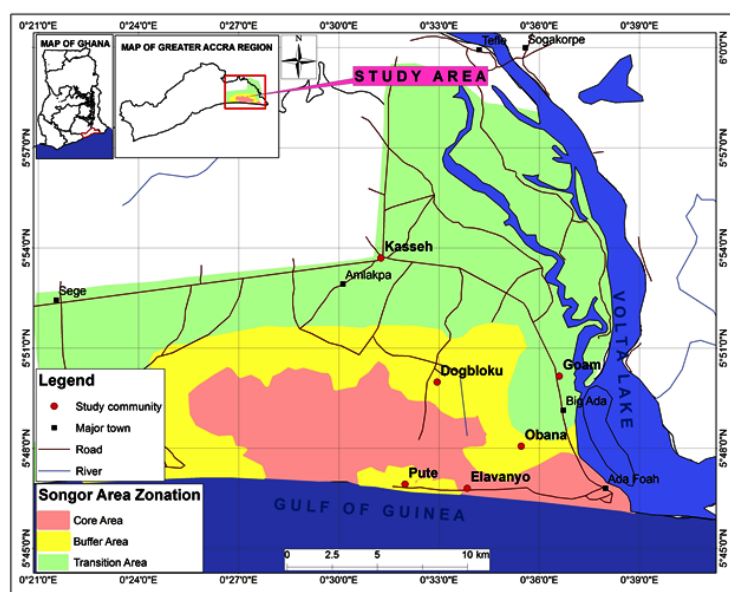 0°21'0"E 0°24'0"E 0°27'0"E 0°30'0"E 0°33'0"E 0°36'0"E 0°39'0"E
MAP OF GHANA
MAP OF GREATER ACCRA REGION
N
Tefle
Sogakorpe
6°0'0"N
STUDY AREA
5°57'0"N
5°57'0"N
5°54'0"N
5°54'0"N
Kasseh
Amlakpa
Sege
VOLTA LAKE
5°51'0"N
Dogbloku
Goam
Big Ada
Obana
5°48'0"N
Pute
Elavanyo
Ada Foah
GULF OF GUINEA
5°45'0"N
5°45'0"N
Legend
Study community
Major town
Road
River
Songor Area Zonation
Core Area
Buffer Area
Transition Area
0 2.5 5 10 km
0°21'0"E 0°24'0"E 0°27'0"E 0°30'0"E 0°33'0"E 0°36'0"E 0°39'0"E